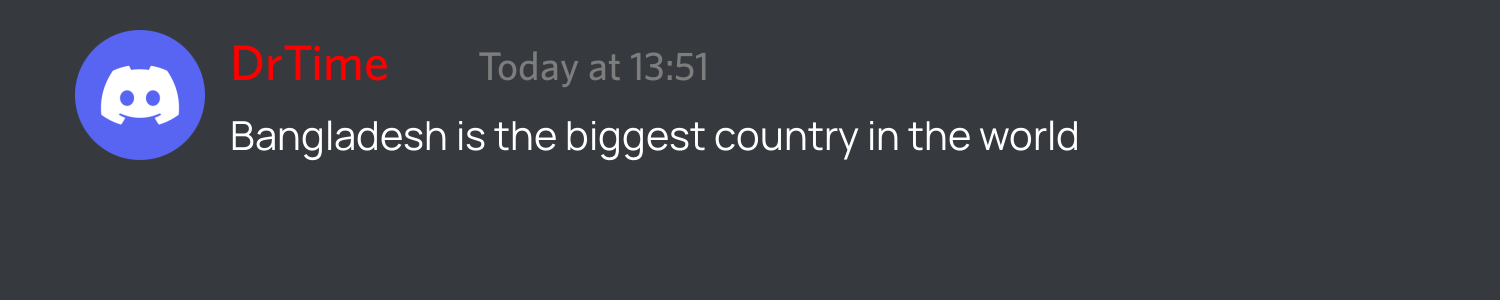 DrTime Today at 13:51
Bangladesh is the biggest country in the world